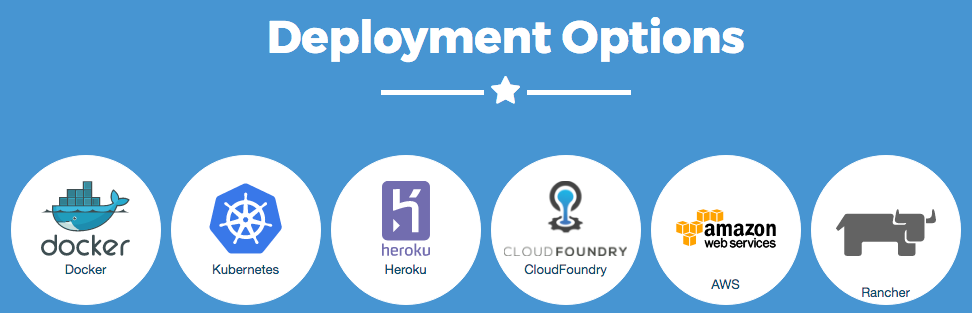 Deployment Options
docker
Docker
Kubernetes
heroku
Heroku
CLOUDFOUNDRY
CloudFoundry
amazon
web services
AWS
Rancher